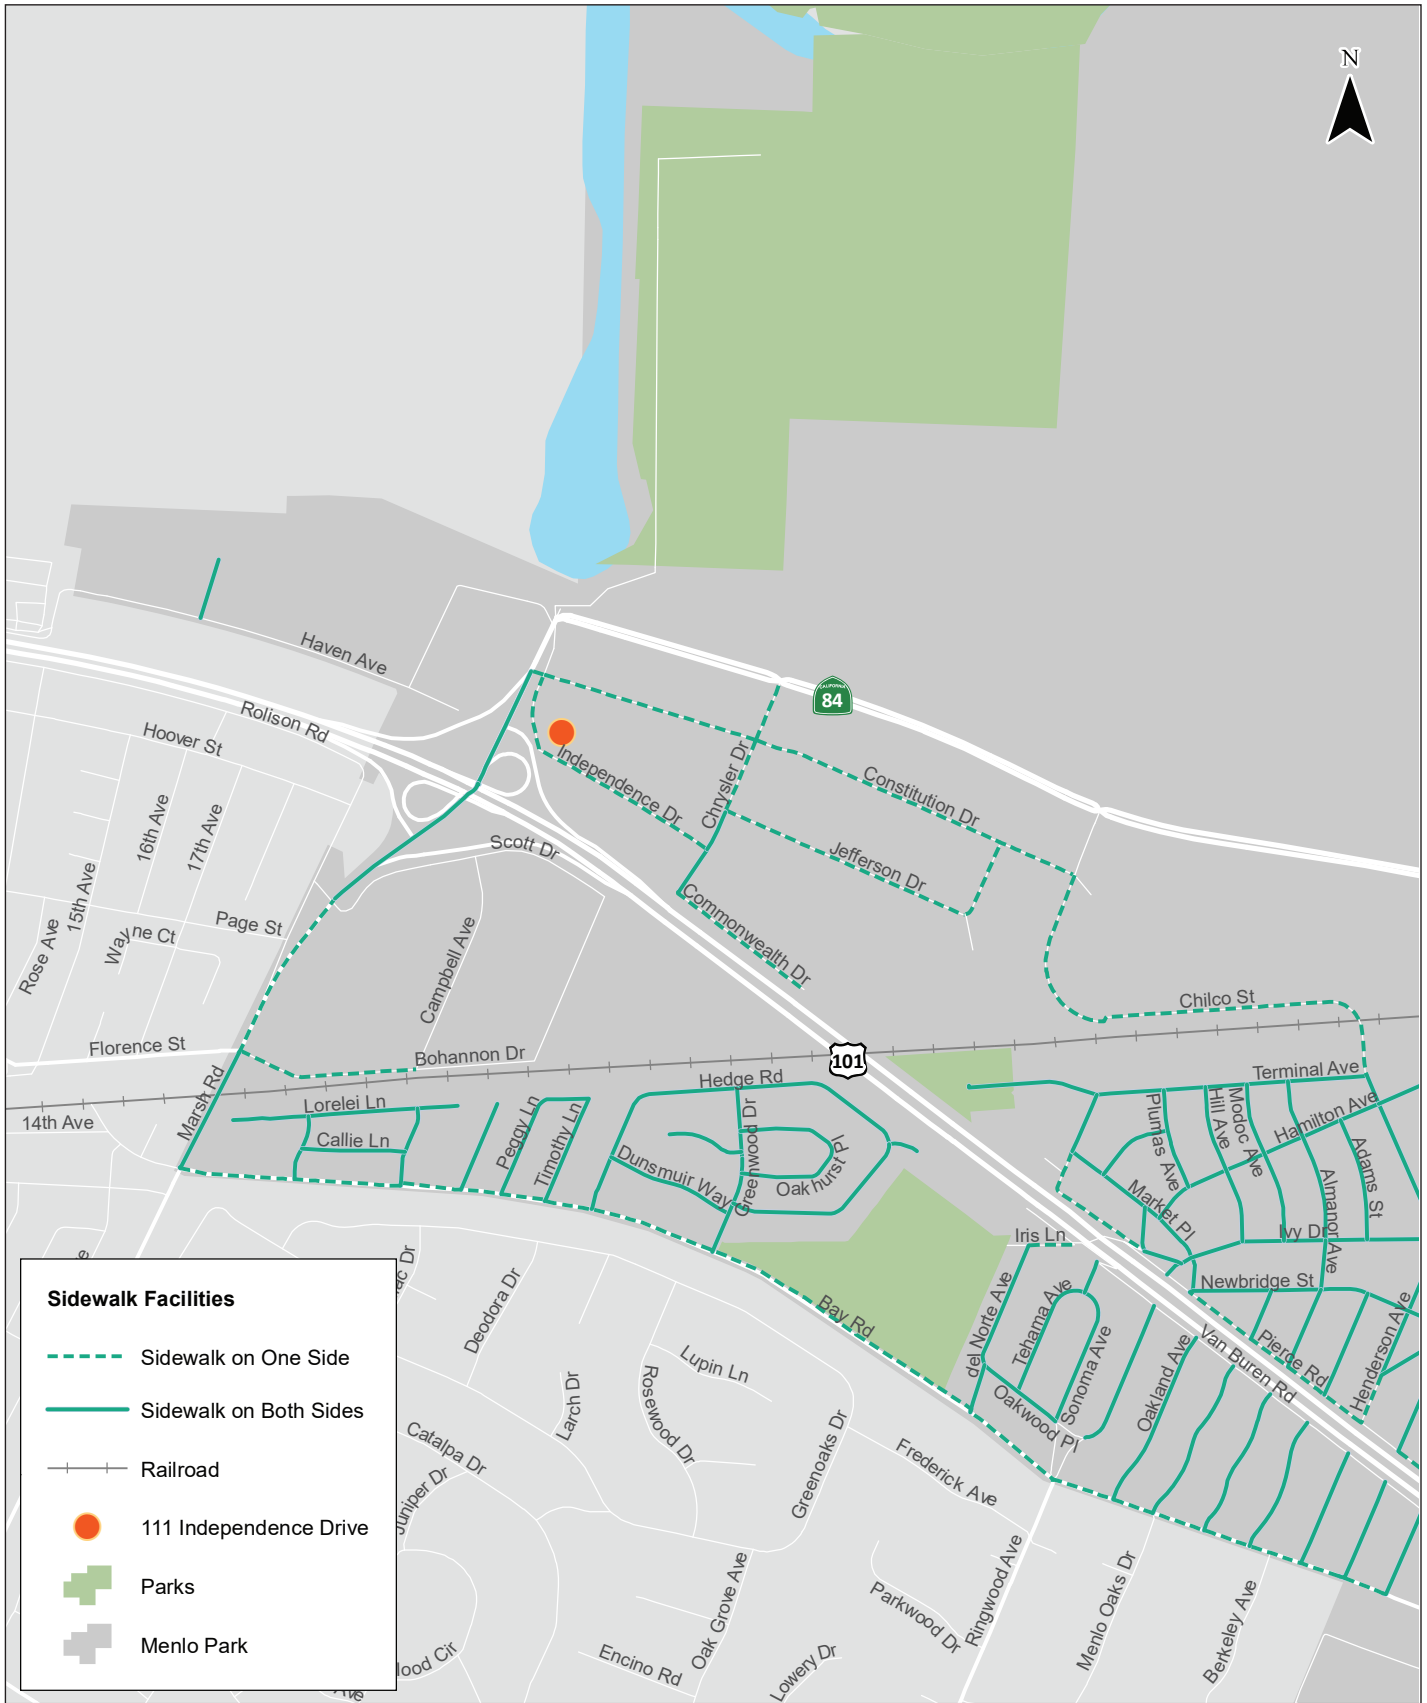 N
CALIFORNIA
84
Haven Ave
Rolison Rd
Hoover St
16th Ave
17th Ave
15th Ave
Rose Ave
Wayne Ct
Page St
Florence St
14th Ave
Marsh Rd
Scott Dr
Campbell Ave
Bohannon Dr
Independence Dr
Chrysler Dr
Constitution Dr
Jefferson Dr
Commonwealth Dr
Chilco St
101
Terminal Ave
Hedge Rd
Lorelei Ln
Callie Ln
Peggy Ln
Timothy Ln
Dunsmuir Way
Greenwood Dr
Oakhurst Pl
Plumas Ave
Hill Ave
Modoc Ave
Hamilton Ave
Adams St
Almanor Ave
Market Pl
Ivy Dr
Newbridge St
Iris Ln
del Norte Ave
Tehama Ave
Sonoma Ave
Oakwood Pl
Oakland Ave
Van Buren Rd
Pierce Rd
Henderson Ave
Bay Rd
Deodora Dr
Larch Dr
Lupin Ln
Rosewood Dr
Catalpa Dr
Juniper Dr
Greenoaks Dr
Frederick Ave
Ringwood Ave
Menlo Oaks Dr
Berkeley Ave
Parkwood Dr
Oak Grove Ave
Encino Rd
Lowery Dr
ac Dr
lood Cir
Ave
Sidewalk Facilities
Sidewalk on One Side
Sidewalk on Both Sides
Railroad
111 Independence Drive
Parks
Menlo Park